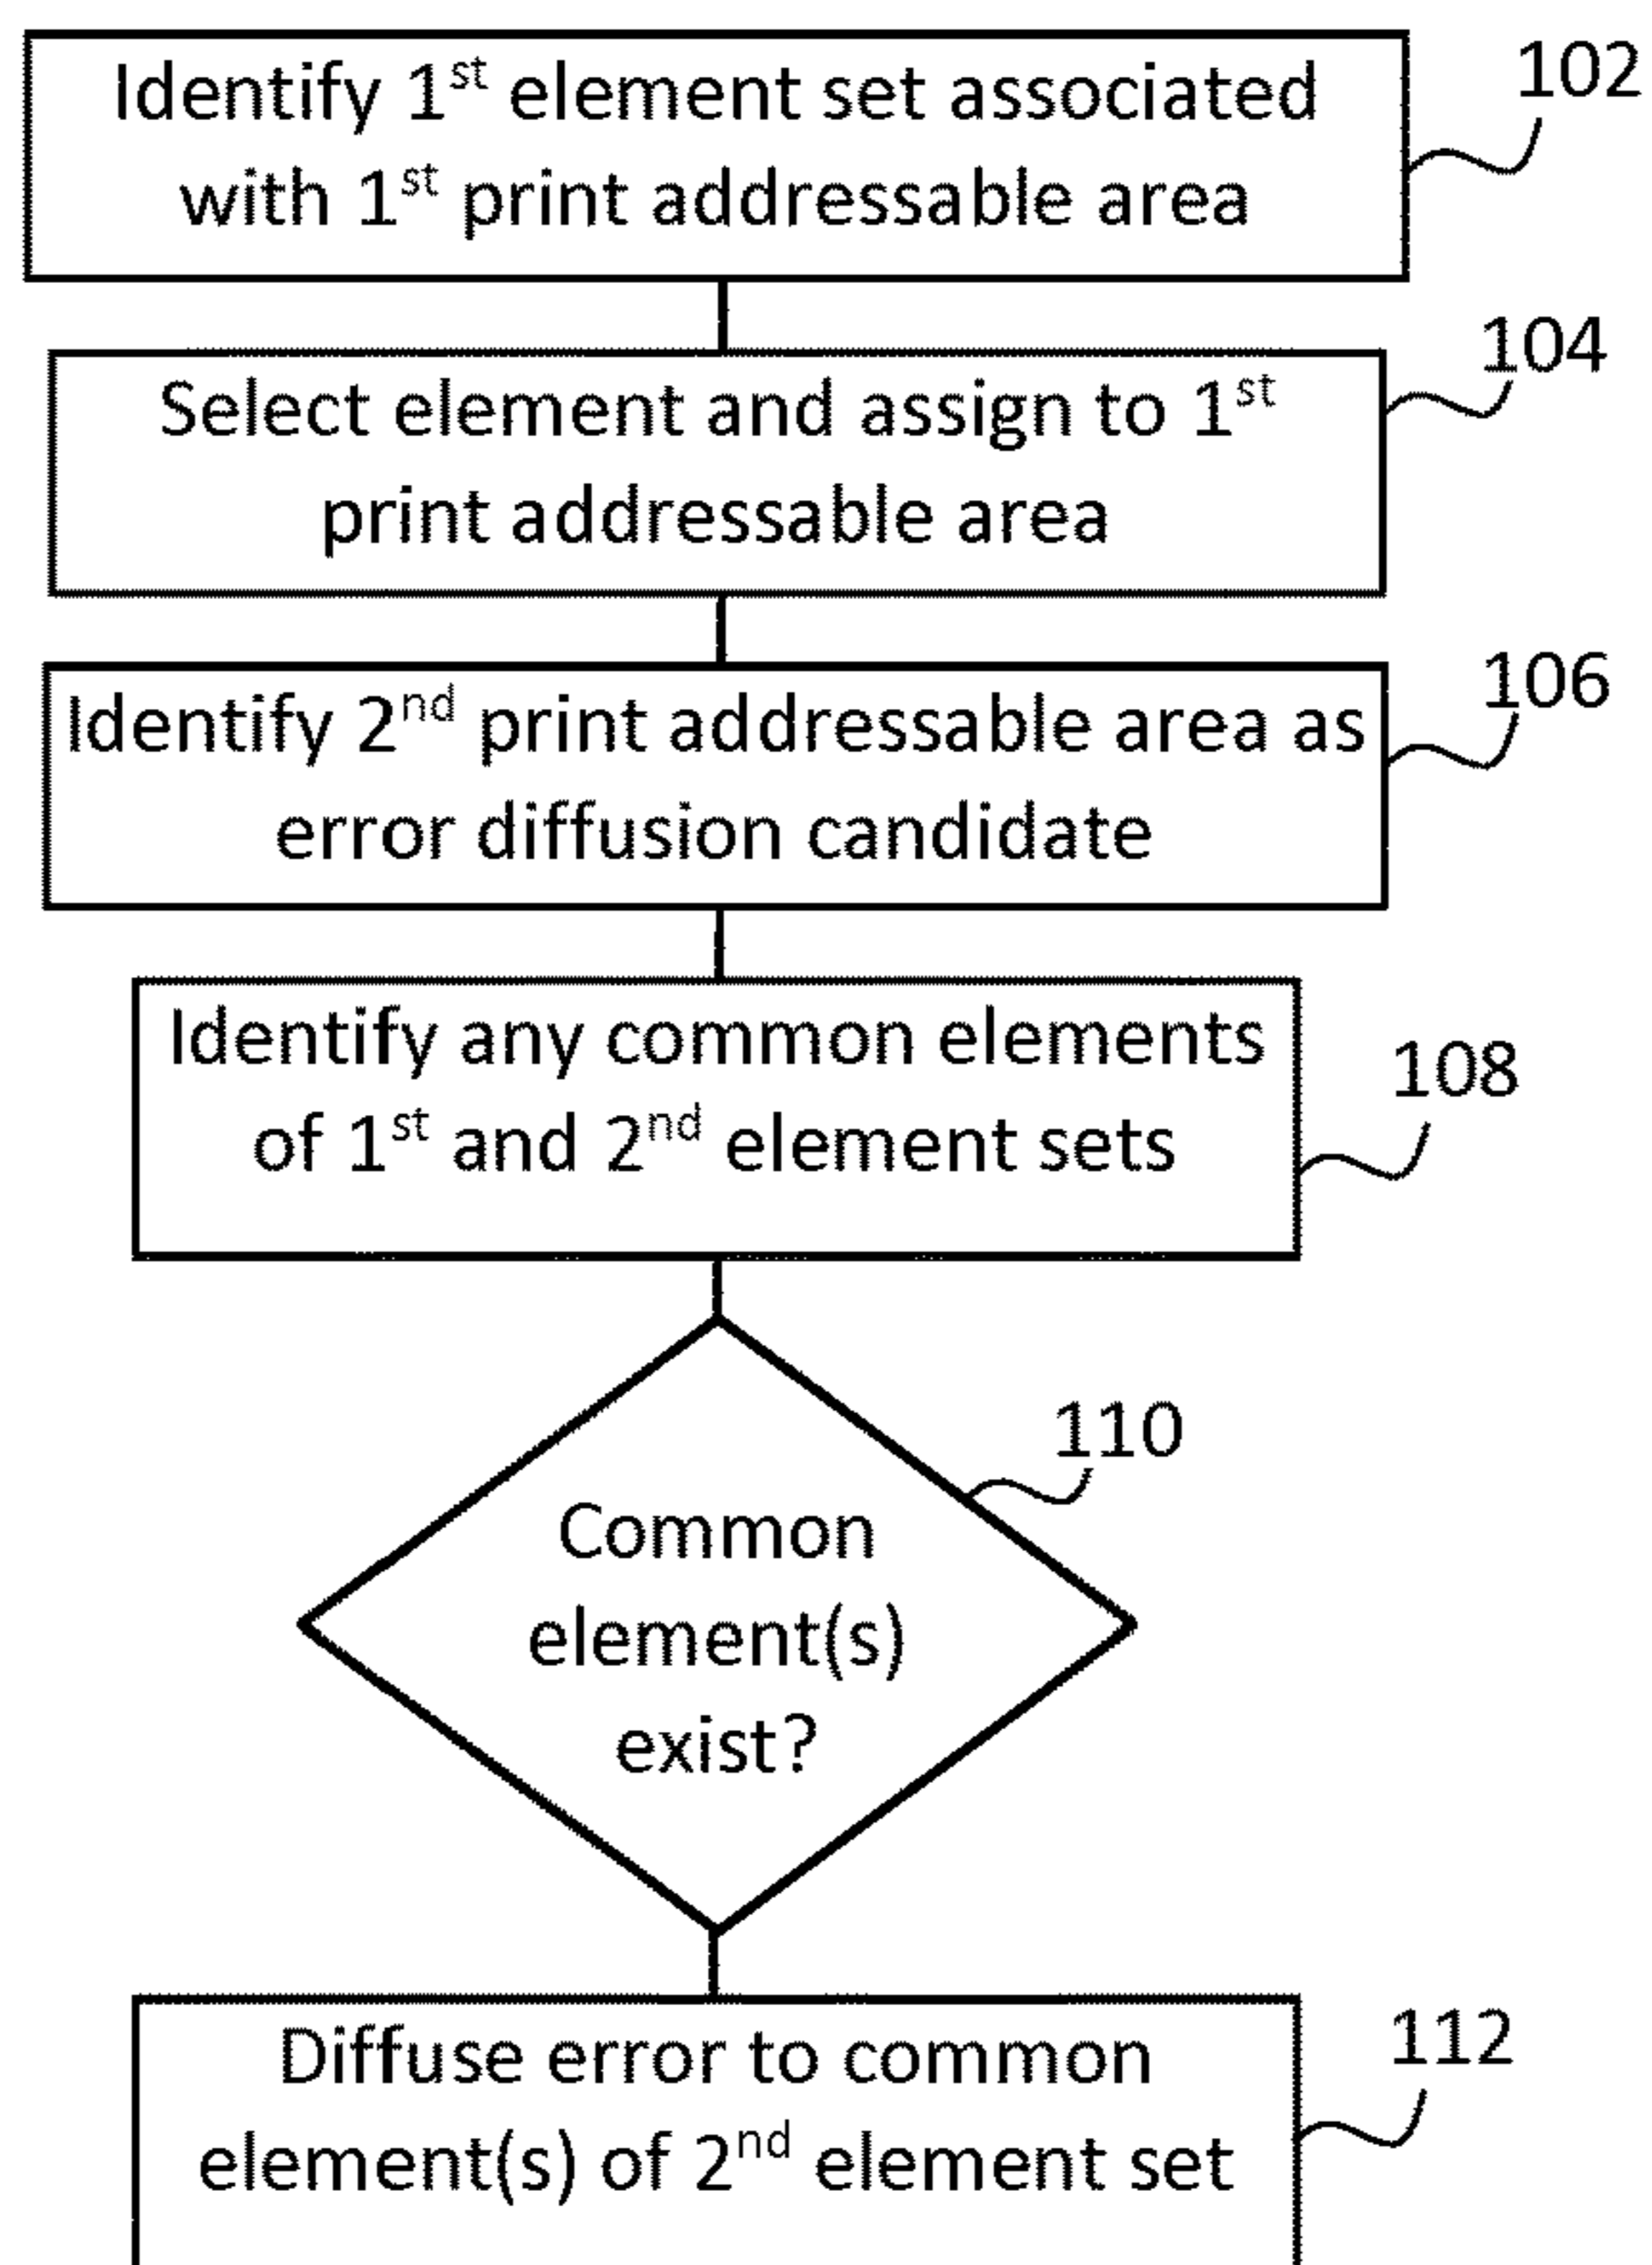 Identify 1st element set associated
with 1st print addressable area
102
Select element and assign to 1st
print addressable area
104
Identify 2nd print addressable area as
error diffusion candidate
106
Identify any common elements
of 1st and 2nd element sets
108
Common
element(s)
exist?
110
Diffuse error to common
element(s) of 2nd element set
112